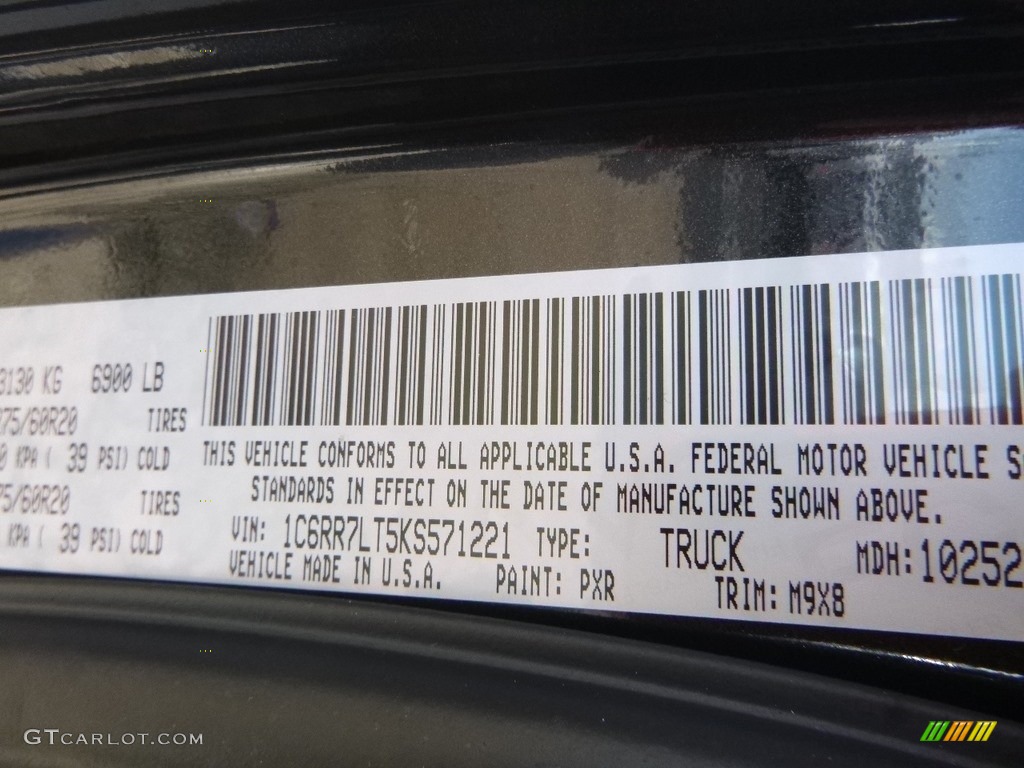 3130 KG 6900 LB
75/60R20 TIRES
0 KPA ( 39 PSI) COLD
75/60R20 TIRES
KPA ( 39 PSI) COLD
THIS VEHICLE CONFORMS TO ALL APPLICABLE U.S.A. FEDERAL MOTOR VEHICLE S
STANDARDS IN EFFECT ON THE DATE OF MANUFACTURE SHOWN ABOVE.
VIN: 1C6RR7LT5KS571221 TYPE: TRUCK MDH: 10252
VEHICLE MADE IN U.S.A. PAINT: PXR TRIM: M9X8
GTCARLOT.COM